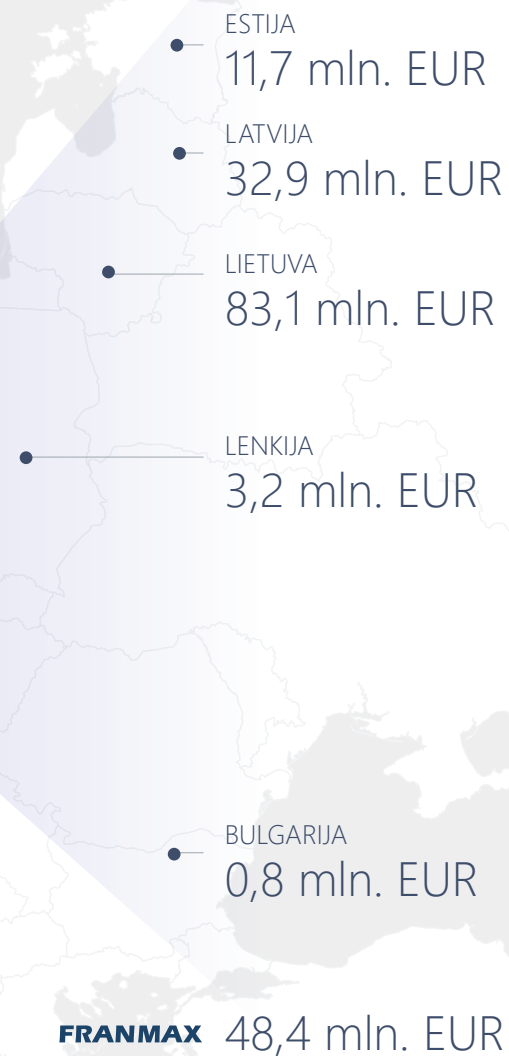 ESTIJA
11,7 mln. EUR
LATVIJA
32,9 mln. EUR
LIETUVA
83,1 mln. EUR
LENKIJA
3,2 mln. EUR
BULGARIJA
0,8 mln. EUR
FRANMAX 48,4 mln. EUR